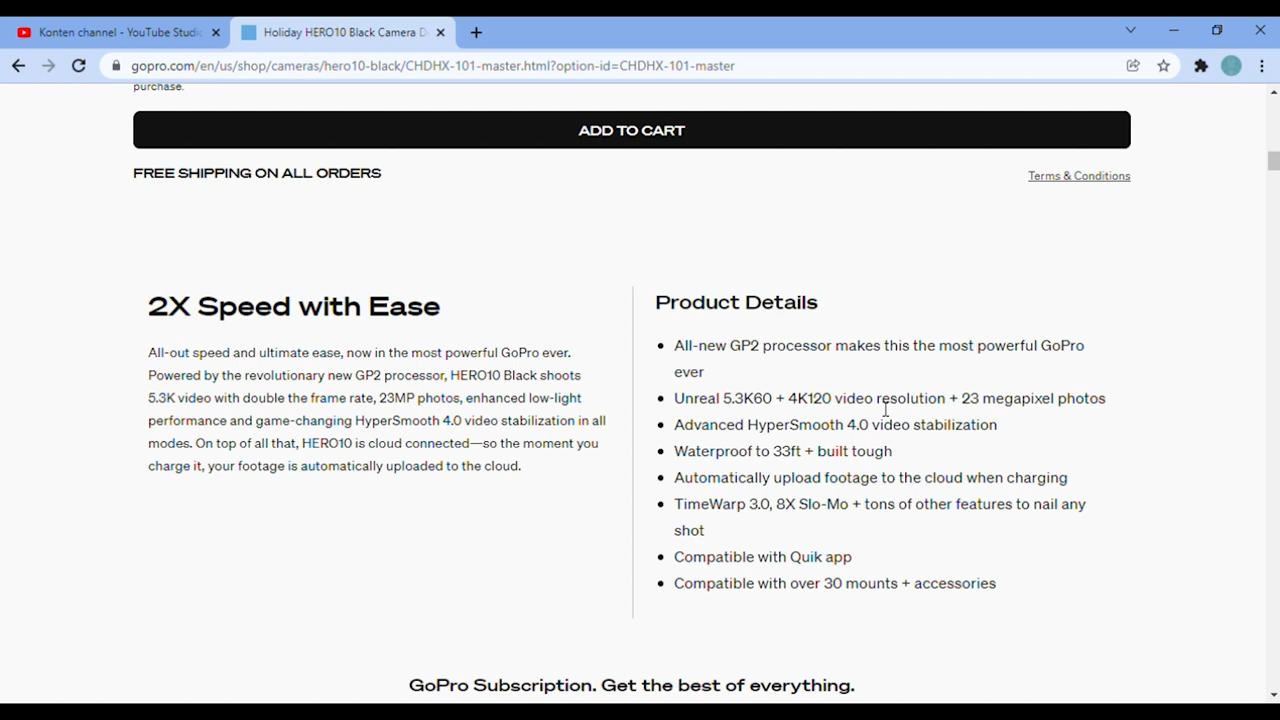 Konten channel - YouTube Studio
Holiday HERO10 Black Camera D
gopro.com/en/us/shop/cameras/hero10-black/CHDHX-101-master.html?option-id=CHDHX-101-master
purchase.
ADD TO CART
FREE SHIPPING ON ALL ORDERS
Terms & Conditions
2X Speed with Ease
All-out speed and ultimate ease, now in the most powerful GoPro ever.
Powered by the revolutionary new GP2 processor, HERO10 Black shoots
5.3K video with double the frame rate, 23MP photos, enhanced low-light
performance and game-changing HyperSmooth 4.0 video stabilization in all
modes. On top of all that, HERO10 is cloud connected—so the moment you
charge it, your footage is automatically uploaded to the cloud.
Product Details
All-new GP2 processor makes this the most powerful GoPro
ever
Unreal 5.3K60 + 4K120 video resolution + 23 megapixel photos
Advanced HyperSmooth 4.0 video stabilization
Waterproof to 33ft + built tough
Automatically upload footage to the cloud when charging
TimeWarp 3.0, 8X Slo-Mo + tons of other features to nail any
shot
Compatible with Quik app
Compatible with over 30 mounts + accessories
GoPro Subscription. Get the best of everything.